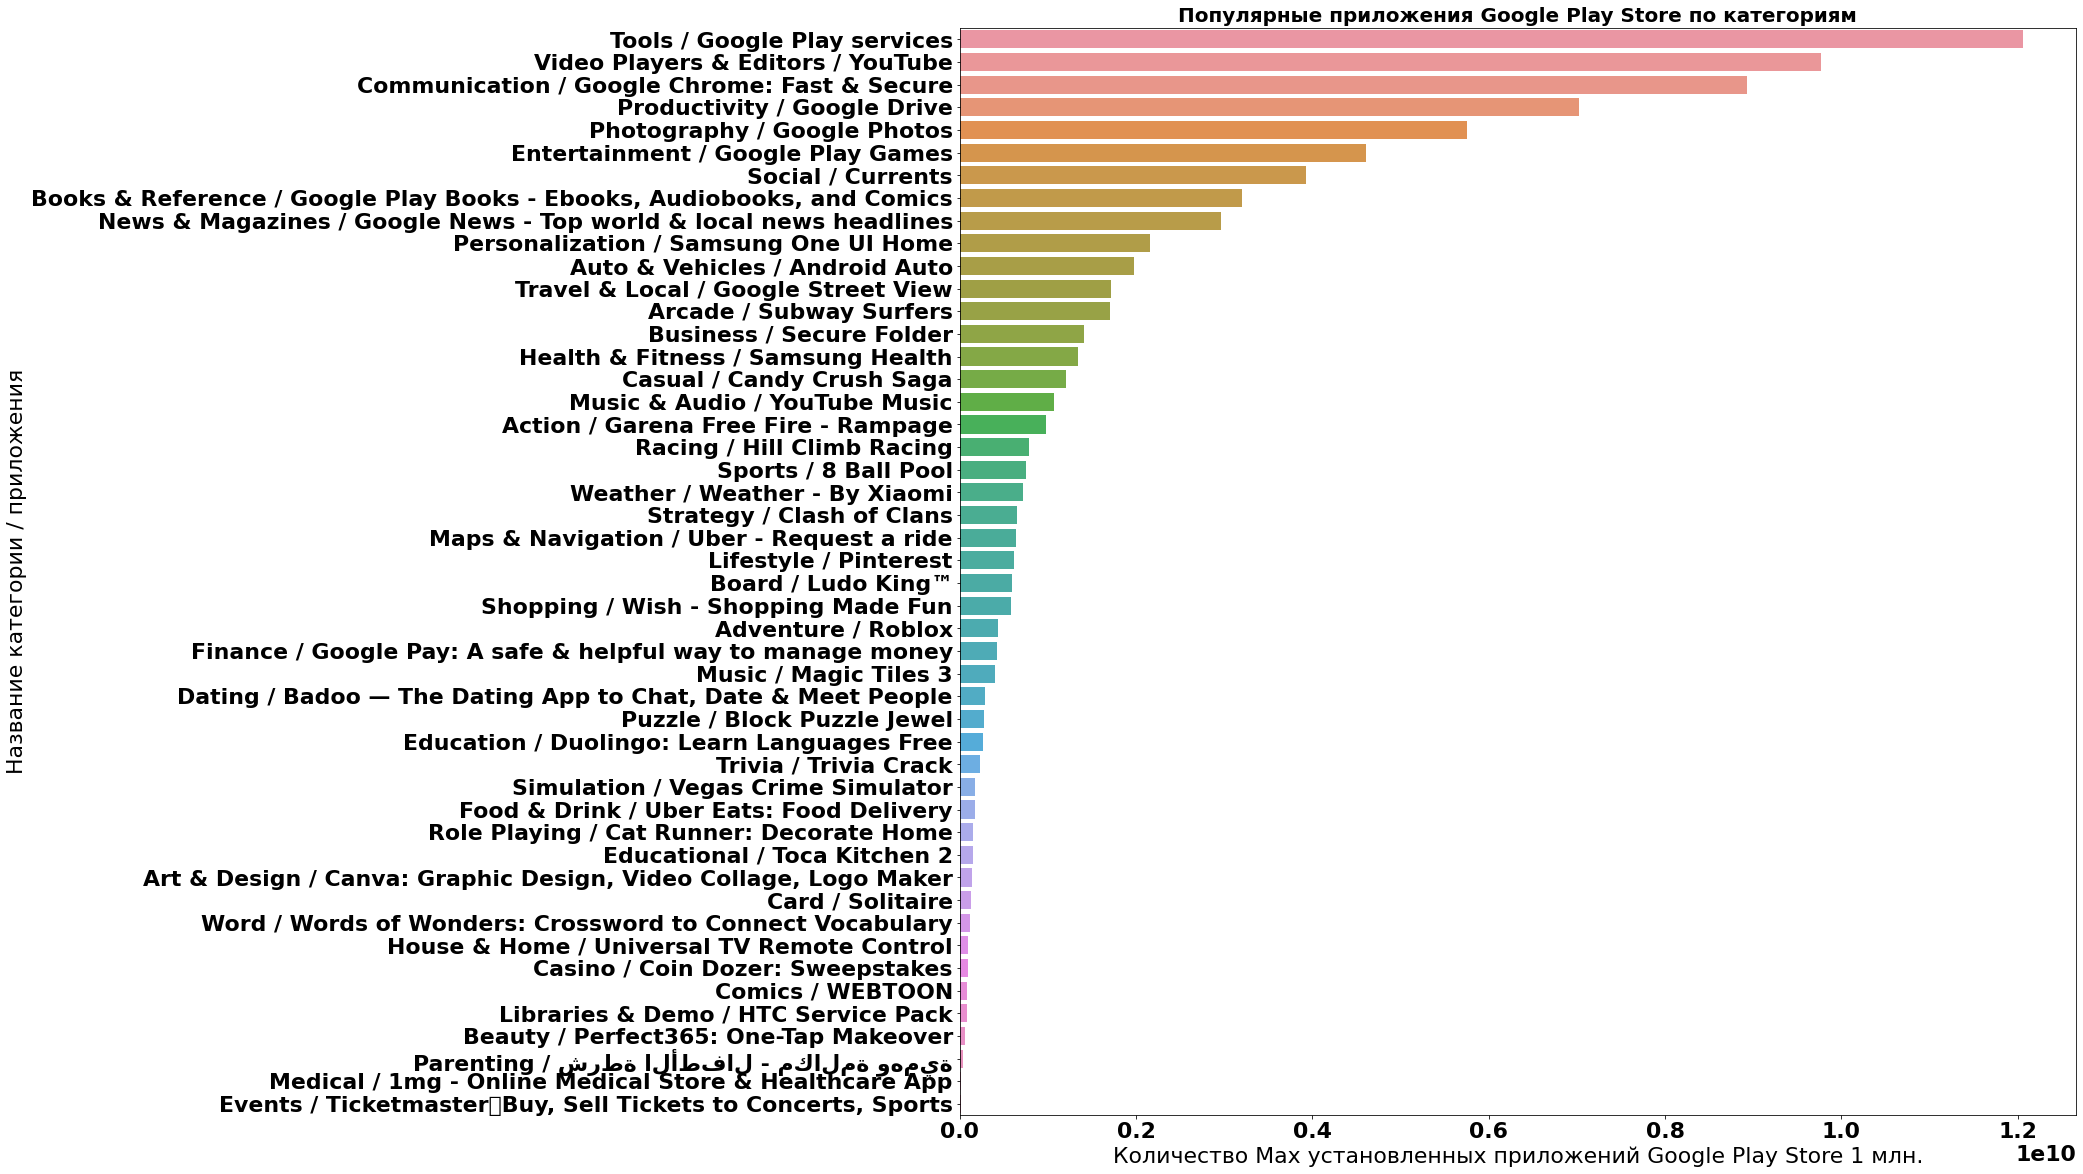 Популярные приложения Google Play Store по категориям
Название категории / приложения
Tools / Google Play services
Video Players & Editors / YouTube
Communication / Google Chrome: Fast & Secure
Productivity / Google Drive
Photography / Google Photos
Entertainment / Google Play Games
Social / Currents
Books & Reference / Google Play Books - Ebooks, Audiobooks, and Comics
News & Magazines / Google News - Top world & local news headlines
Personalization / Samsung One UI Home
Auto & Vehicles / Android Auto
Travel & Local / Google Street View
Arcade / Subway Surfers
Business / Secure Folder
Health & Fitness / Samsung Health
Casual / Candy Crush Saga
Music & Audio / YouTube Music
Action / Garena Free Fire - Rampage
Racing / Hill Climb Racing
Sports / 8 Ball Pool
Weather / Weather - By Xiaomi
Strategy / Clash of Clans
Maps & Navigation / Uber - Request a ride
Lifestyle / Pinterest
Board / Ludo King™
Shopping / Wish - Shopping Made Fun
Adventure / Roblox
Finance / Google Pay: A safe & helpful way to manage money
Music / Magic Tiles 3
Dating / Badoo — The Dating App to Chat, Date & Meet People
Puzzle / Block Puzzle Jewel
Education / Duolingo: Learn Languages Free
Trivia / Trivia Crack
Simulation / Vegas Crime Simulator
Food & Drink / Uber Eats: Food Delivery
Role Playing / Cat Runner: Decorate Home
Educational / Toca Kitchen 2
Art & Design / Canva: Graphic Design, Video Collage, Logo Maker
Card / Solitaire
Word / Words of Wonders: Crossword to Connect Vocabulary
House & Home / Universal TV Remote Control
Casino / Coin Dozer: Sweepstakes
Comics / WEBTOON
Libraries & Demo / HTC Service Pack
Beauty / Perfect365: One-Tap Makeover
Parenting / شرطة الأطفال - مكالمة وهمية
Medical / 1mg - Online Medical Store & Healthcare App
Events / Ticketmaster－Buy, Sell Tickets to Concerts, Sports
0.0 0.2 0.4 0.6 0.8 1.0 1.2
1e10
Количество Max установленных приложений Google Play Store 1 млн.